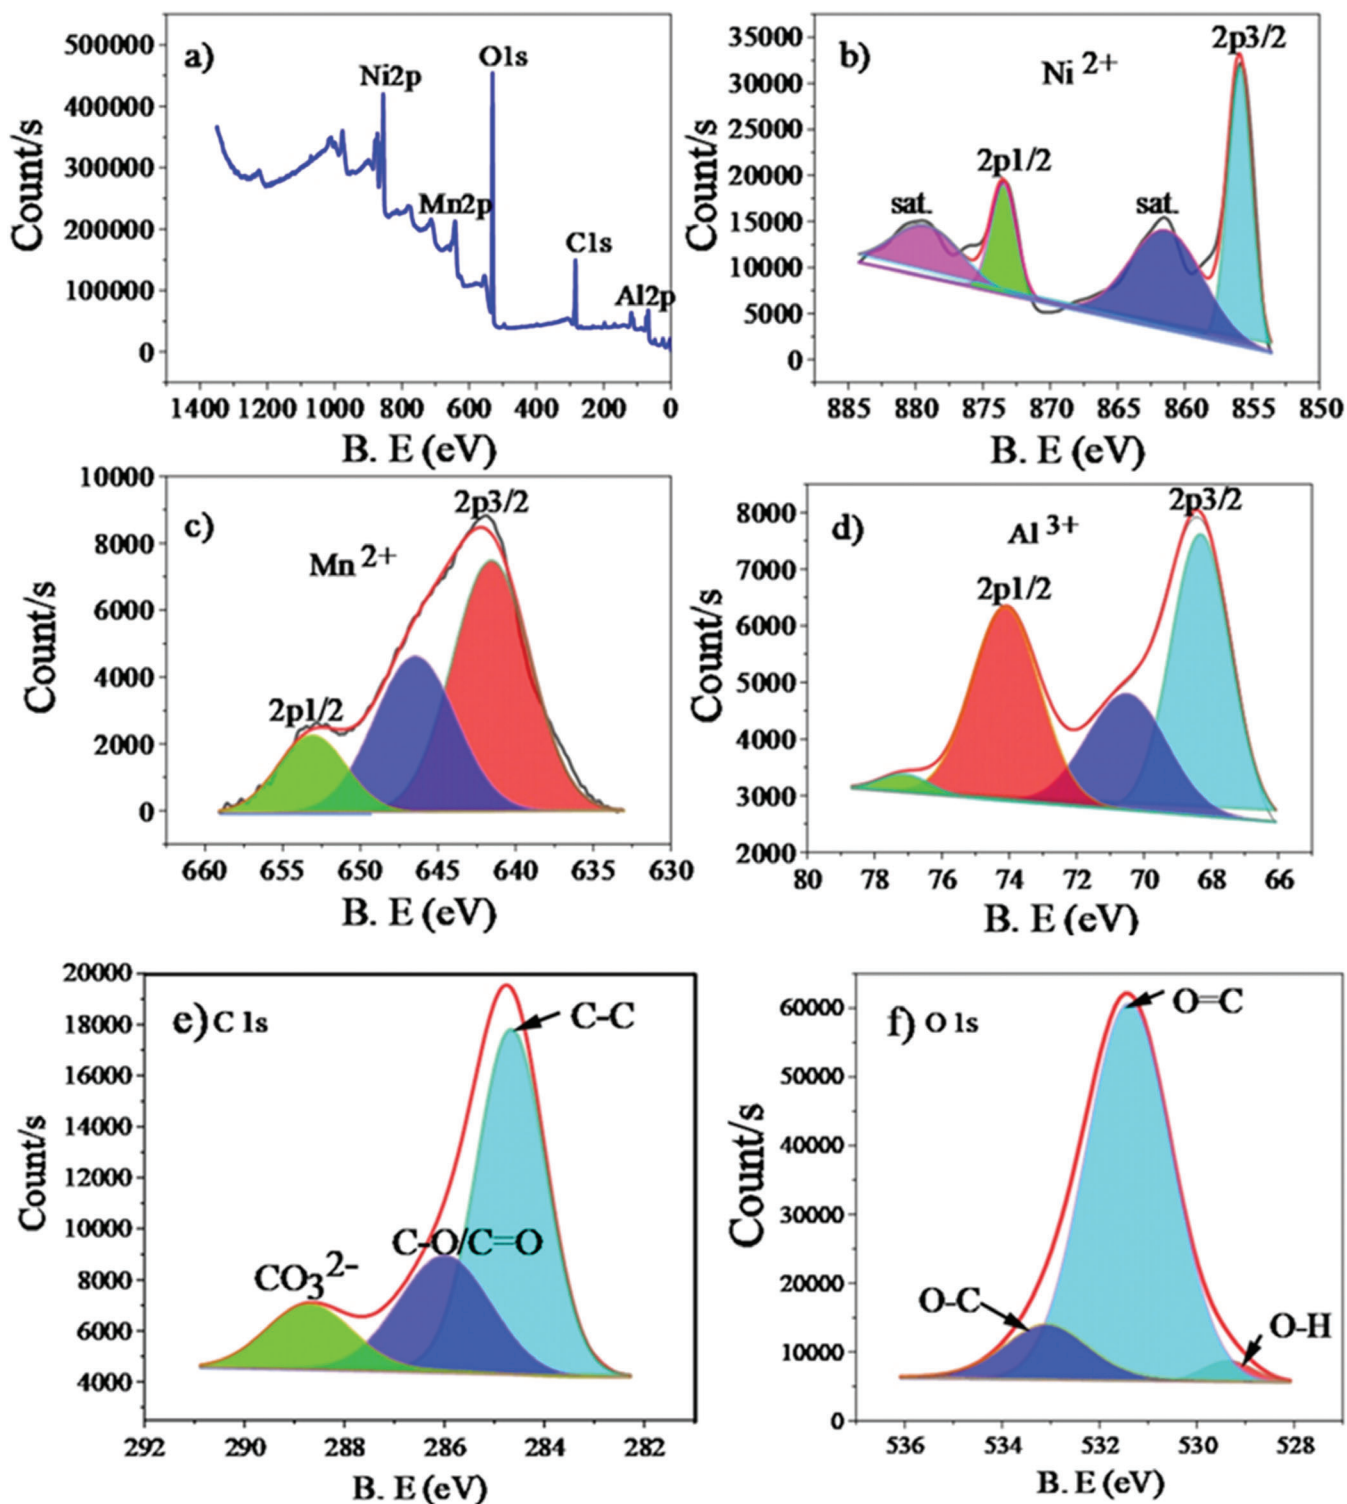 a)
Ni2p
O1s
Mn2p
C1s
Al2p
500000
400000
300000
200000
100000
0
Count/s
1400 1200 1000 800 600 400 200 0
B. E (eV)
b)
Ni 2+
2p3/2
2p1/2
sat.
sat.
35000
30000
25000
20000
15000
10000
5000
0
Count/s
885 880 875 870 865 860 855 850
B. E (eV)
c)
Mn 2+
2p3/2
2p1/2
10000
8000
6000
4000
2000
0
Count/s
660 655 650 645 640 635 630
B. E (eV)
d)
Al 3+
2p3/2
2p1/2
8000
7000
6000
5000
4000
3000
2000
Count/s
80 78 76 74 72 70 68 66
B. E (eV)
e) C 1s
C-C
C-O/C=O
CO3 2-
20000
18000
16000
14000
12000
10000
8000
6000
4000
Count/s
292 290 288 286 284 282
B. E (eV)
f) O 1s
O=C
O-C
O-H
60000
50000
40000
30000
20000
10000
0
Count/s
536 534 532 530 528
B. E (eV)